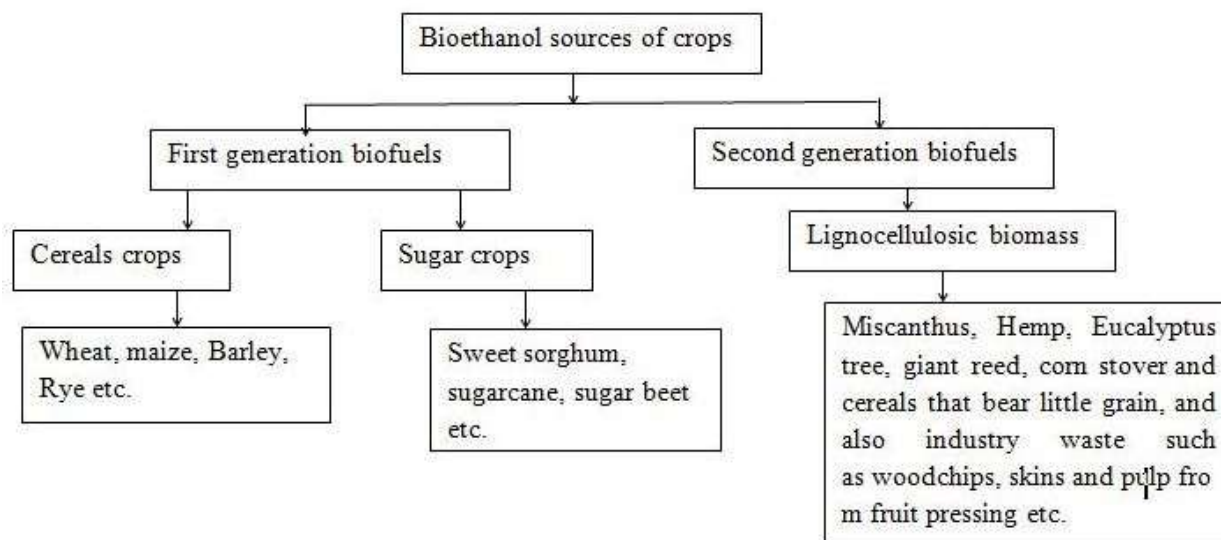 Bioethanol sources of crops
First generation biofuels
Second generation biofuels
Cereals crops
Sugar crops
Lignocellulosic biomass
Wheat, maize, Barley,
Rye etc.
Sweet sorghum,
sugarcane, sugar beet
etc.
Miscanthus, Hemp, Eucalyptus
tree, giant reed, corn stover and
cereals that bear little grain, and
also industry waste such
as woodchips, skins and pulp fro
m fruit pressing etc.